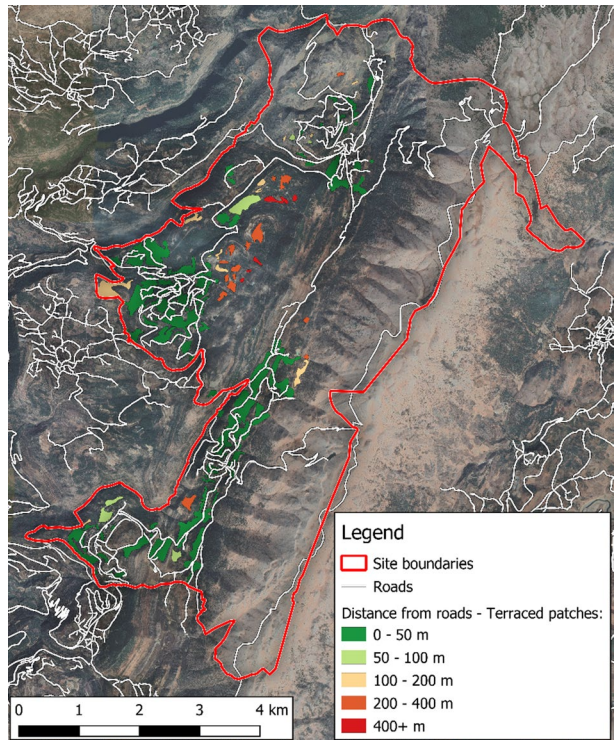 Legend
Site boundaries
Roads
Distance from roads - Terraced patches:
0 - 50 m
50 - 100 m
100 - 200 m
200 - 400 m
400+ m
0 1 2 3 4 km